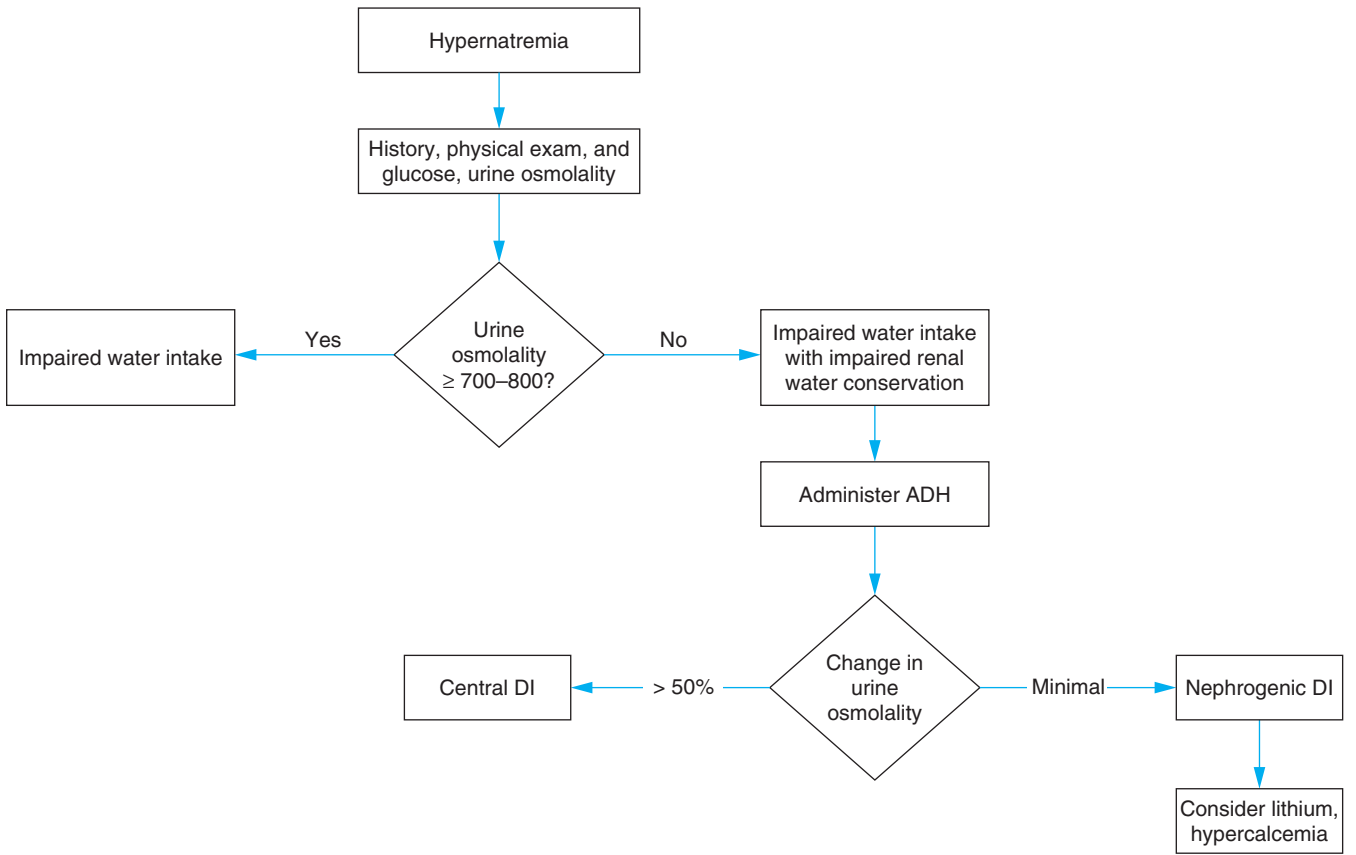 Hypernatremia
History, physical exam, and
glucose, urine osmolality
Urine
osmolality
≥ 700–800?
Yes
No
Impaired water intake
Impaired water intake
with impaired renal
water conservation
Administer ADH
Change in
urine
osmolality
> 50%
Minimal
Central DI
Nephrogenic DI
Consider lithium,
hypercalcemia